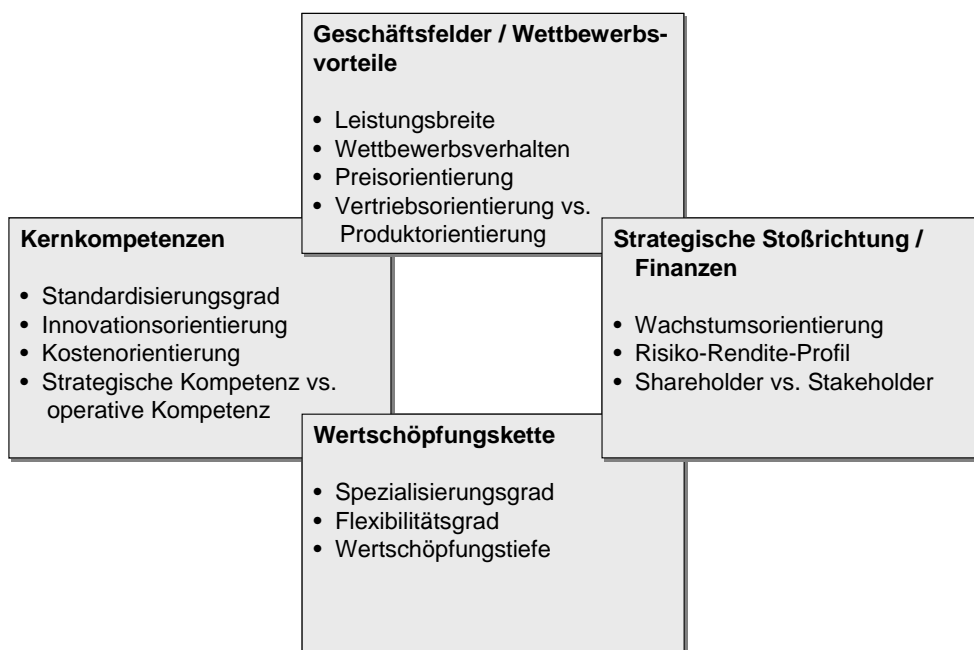 Geschäftsfelder / Wettbewerbs-
vorteile
• Leistungsbreite
• Wettbewerbsverhalten
• Preisorientierung
• Vertriebsorientierung vs.
Produktorientierung
Kernkompetenzen
• Standardisierungsgrad
• Innovationsorientierung
• Kostenorientierung
• Strategische Kompetenz vs.
operative Kompetenz
Strategische Stoßrichtung /
Finanzen
• Wachstumsorientierung
• Risiko-Rendite-Profil
• Shareholder vs. Stakeholder
Wertschöpfungskette
• Spezialisierungsgrad
• Flexibilitätsgrad
• Wertschöpfungstiefe